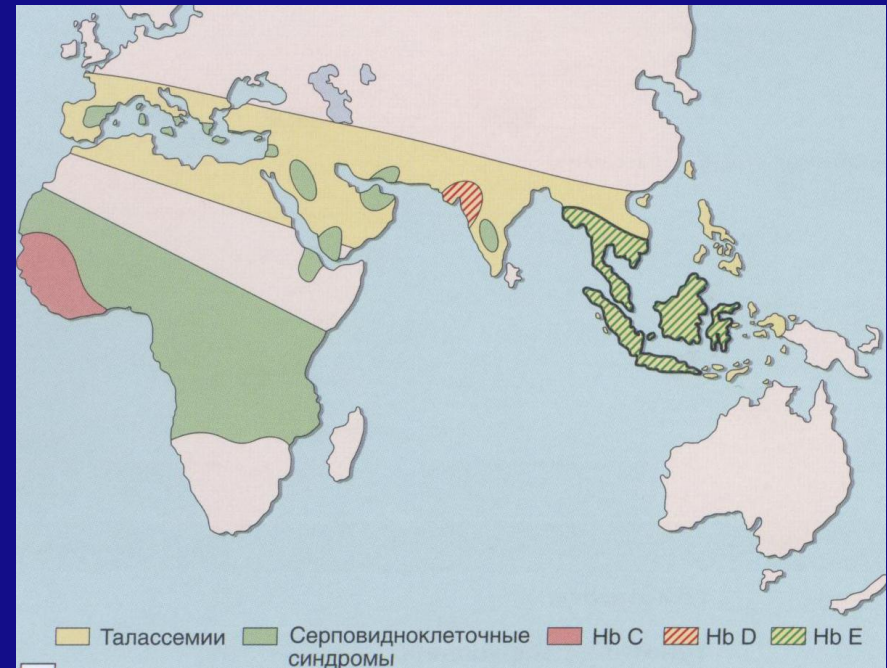 Талассемии
Серповидноклеточные
синдромы
Hb C
Hb D
Hb E